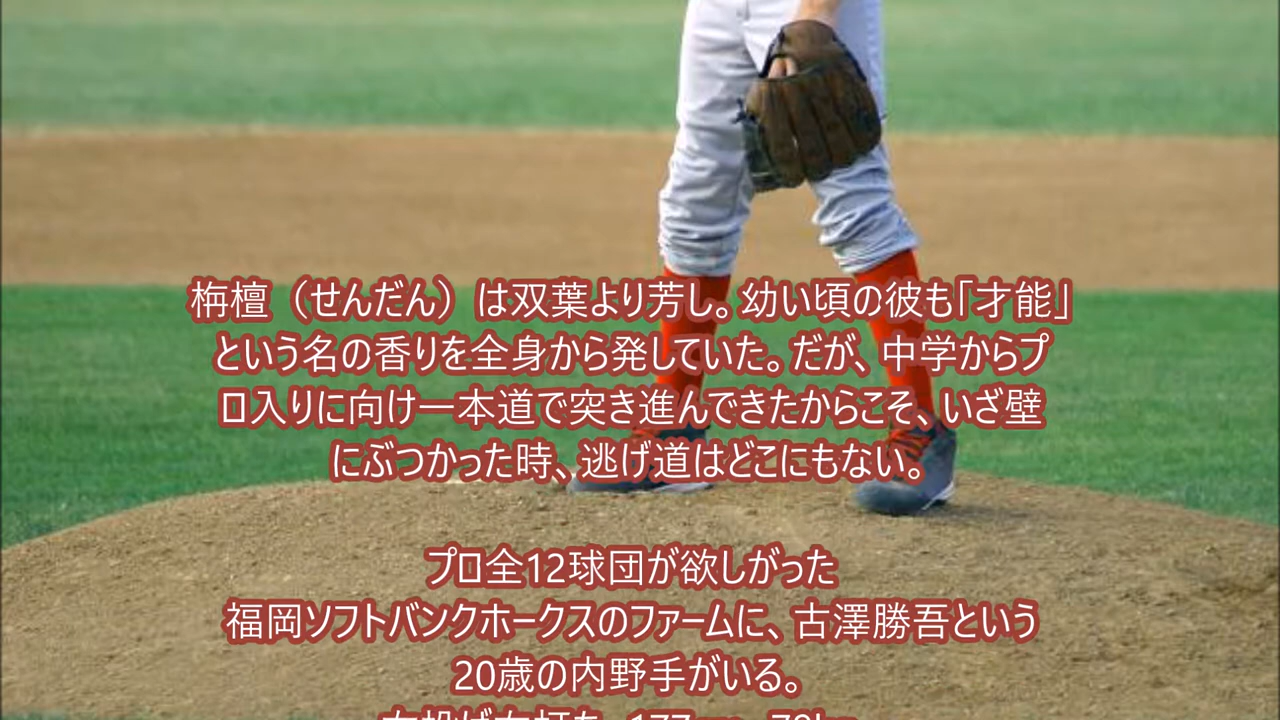 栴檀（せんだん）は双葉より芳し。幼い頃の彼も「才能」
という名の香りを全身から発していた。だが、中学からプ
ロ入りに向け一本道で突き進んできたからこそ、いざ壁
にぶつかった時、逃げ道はどこにもない。
プロ全12球団が欲しがった
福岡ソフトバンクホークスのファームに、古澤勝吾という
20歳の内野手がいる。